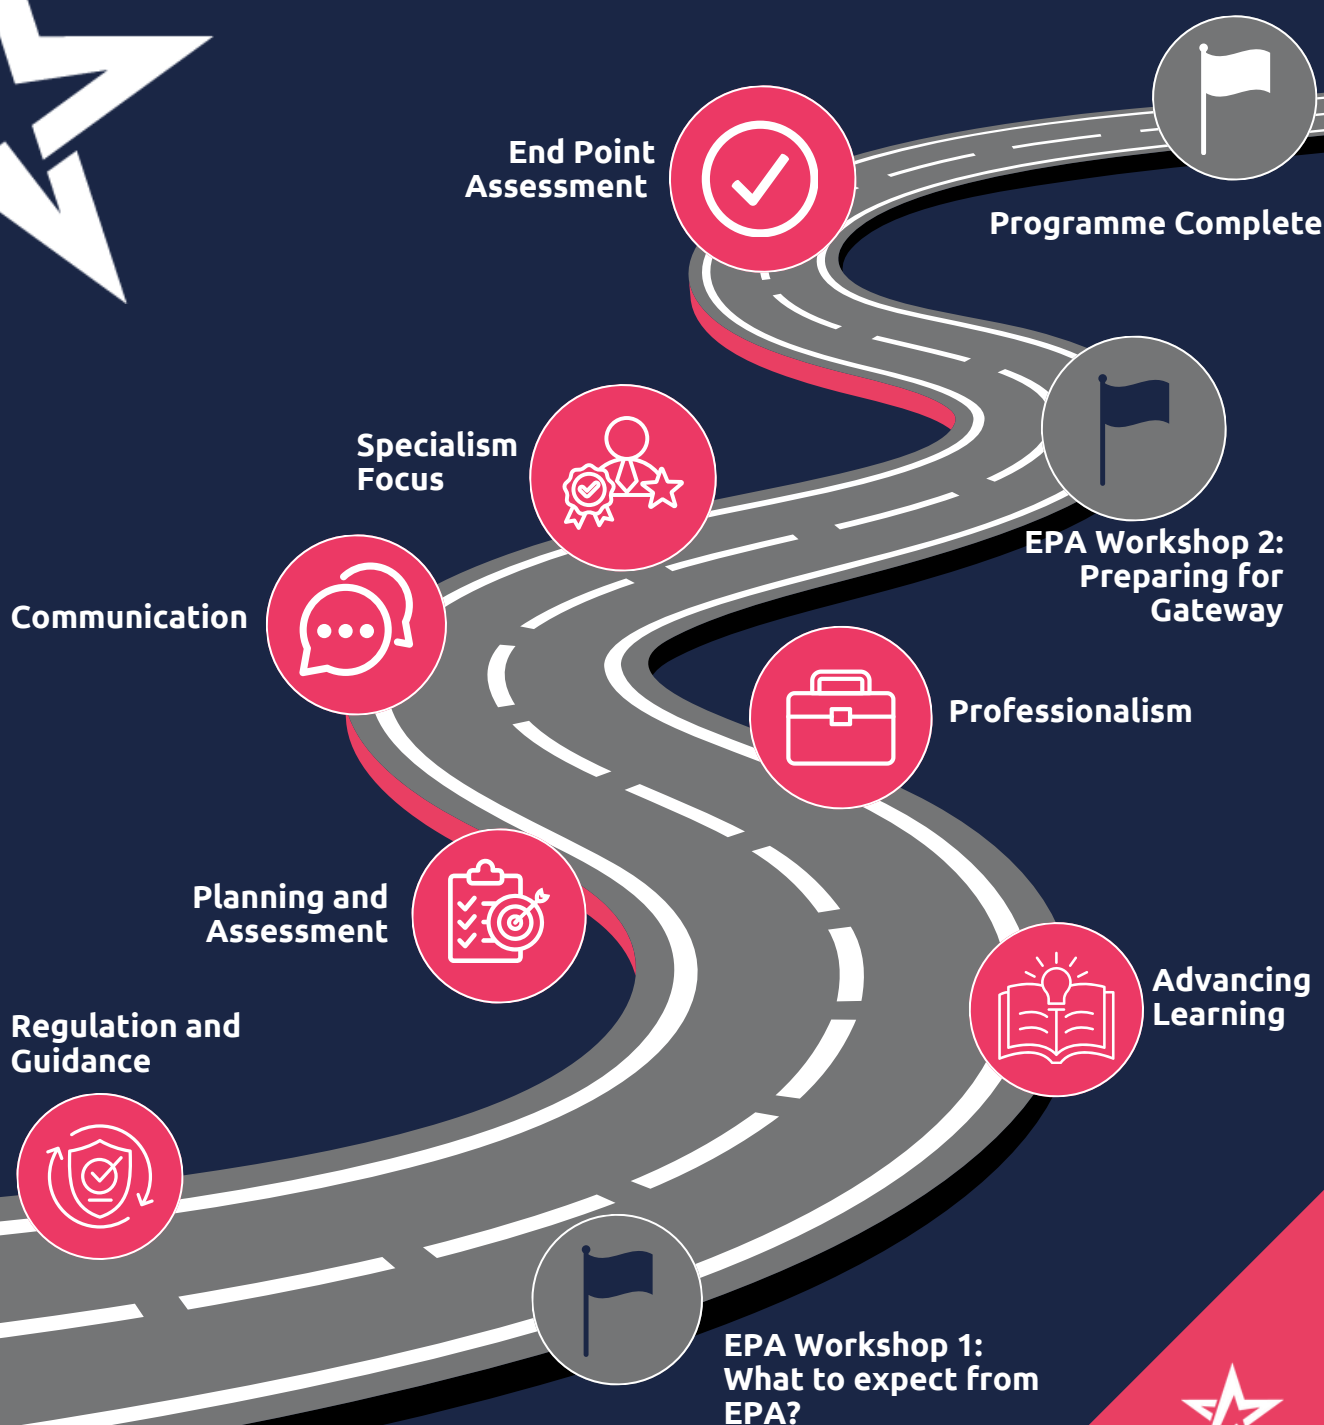 End Point
Assessment
Programme Complete
Specialism
Focus
EPA Workshop 2:
Preparing for
Gateway
Communication
Professionalism
Planning and
Assessment
Advancing
Learning
Regulation and
Guidance
EPA Workshop 1:
What to expect from
EPA?